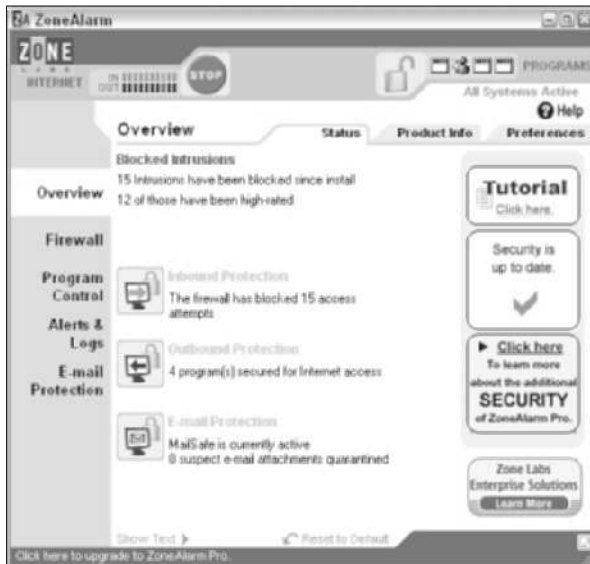 ZA ZoneAlarm
ZONE
LABS
INTERNET
IN
OUT
STOP
PROGRAMS
All Systems Active
Help
Overview
Status
Product Info
Preferences
Blocked Intrusions
15 Intrusions have been blocked since install
12 of those have been high-rated
Overview
Firewall
Program
Control
Alerts &
Logs
E-mail
Protection
Inbound Protection
The firewall has blocked 15 access
attempts
Outbound Protection
4 program(s) secured for Internet access
E-mail Protection
MailSafe is currently active
0 suspect e-mail attachments quarantined
Tutorial
Click here.
Security is
up to date.
Click here
To learn more
about the additional
SECURITY
of ZoneAlarm Pro.
Zone Labs
Enterprise Solutions
Learn More
Show Text
Reset to Default
Click here to upgrade to ZoneAlarm Pro.